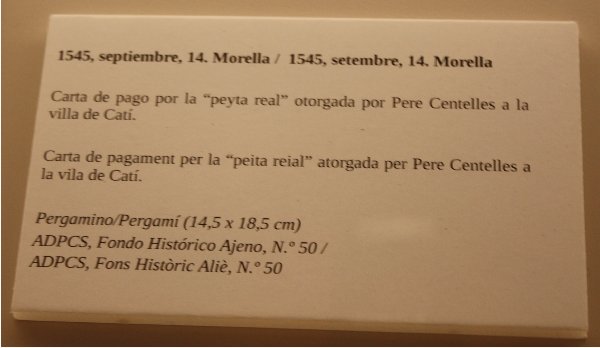 1545, septiembre, 14. Morella / 1545, setembre, 14. Morella
Carta de pago por la “peyta real” otorgada por Pere Centelles a la
villa de Catí.
Carta de pagament per la “peita reial” atorgada per Pere Centelles a
la vila de Catí.
Pergamino/Pergamí (14,5 x 18,5 cm)
ADPCS, Fondo Histórico Ajeno, N.º 50 /
ADPCS, Fons Històric Aliè, N.º 50